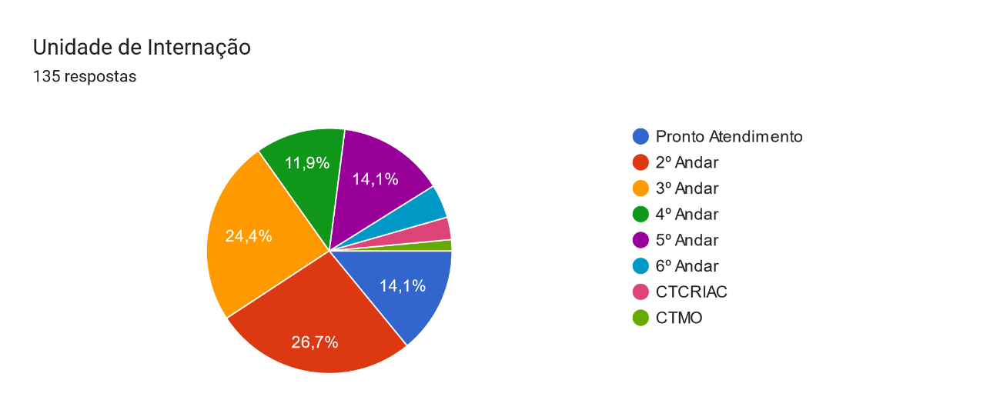 Unidade de Internação
135 respostas
11,9%
14,1%
24,4%
14,1%
26,7%
Pronto Atendimento
2º Andar
3º Andar
4º Andar
5º Andar
6º Andar
CTCRIAC
CTMO